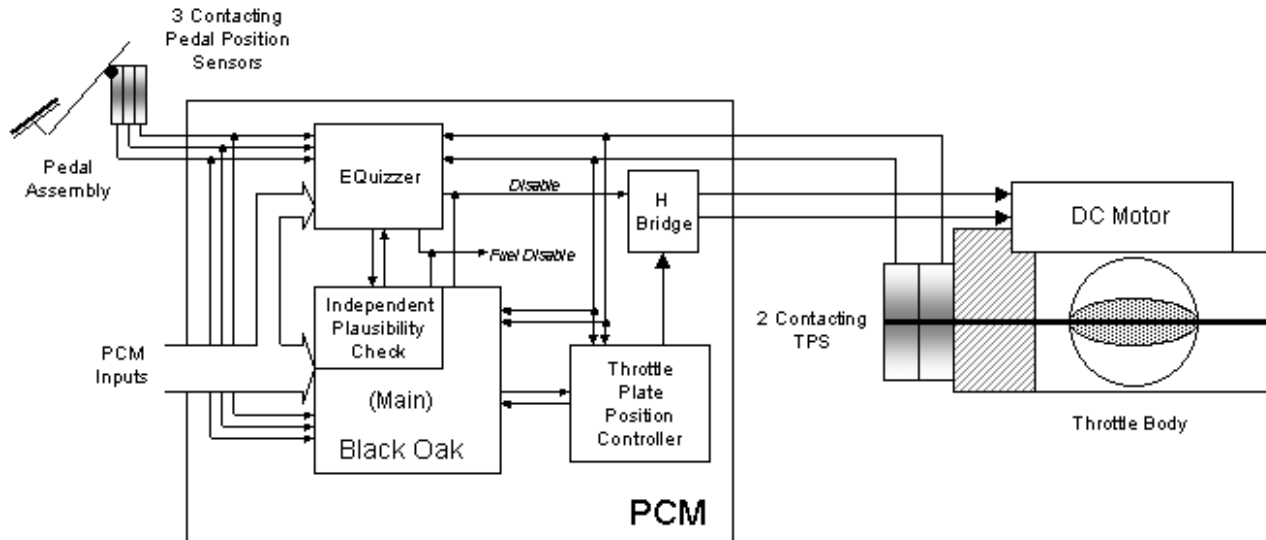 3 Contacting
Pedal Position
Sensors
Pedal
Assembly
EQuizzer
Disable
H
Bridge
DC Motor
Fuel Disable
Independent
Plausibility
Check
2 Contacting
TPS
PCM
Inputs
(Main)
Black Oak
Throttle
Plate
Position
Controller
Throttle Body
PCM